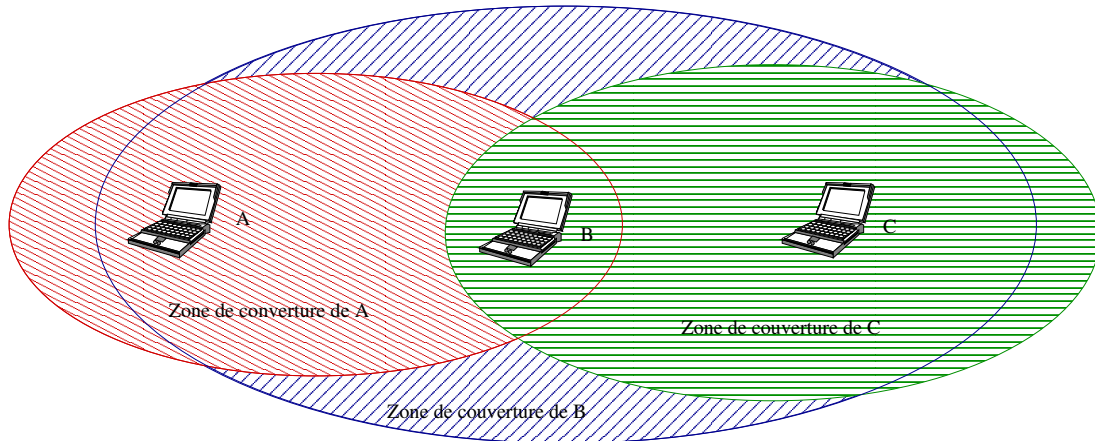 A
B
C
Zone de converture de A
Zone de couverture de C
Zone de couverture de B